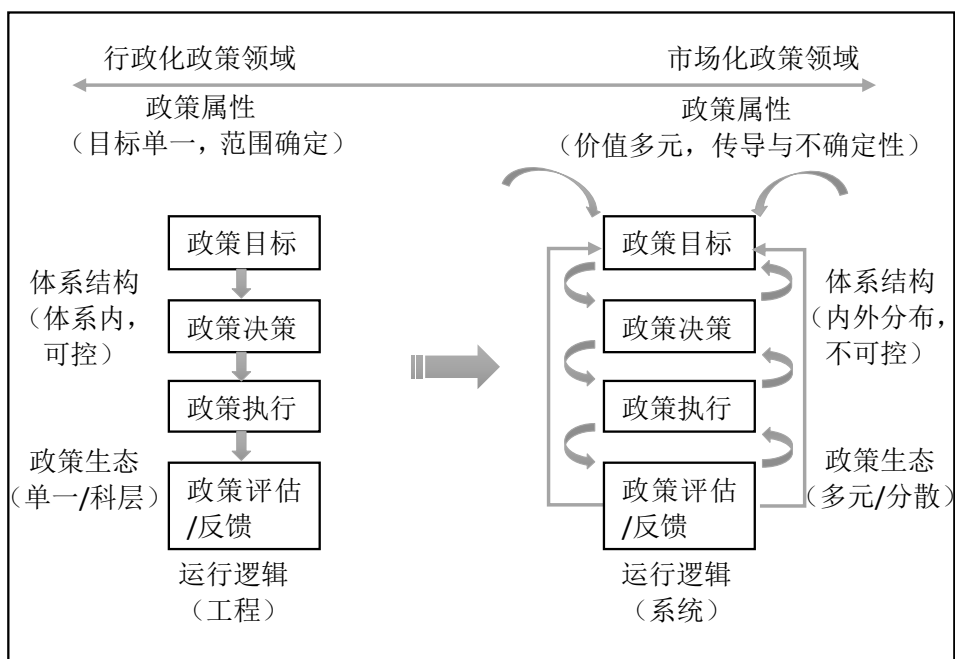 行政化政策领域
市场化政策领域
政策属性
（目标单一，范围确定）
政策属性
（价值多元，传导与不确定性）
政策目标
体系结构
（体系内，
可控）
政策决策
政策执行
政策生态
（单一/科层）
政策评估
/反馈
运行逻辑
（工程）
政策目标
政策决策
体系结构
（内外分布，
不可控）
政策执行
政策评估
/反馈
政策生态
（多元/分散）
运行逻辑
（系统）